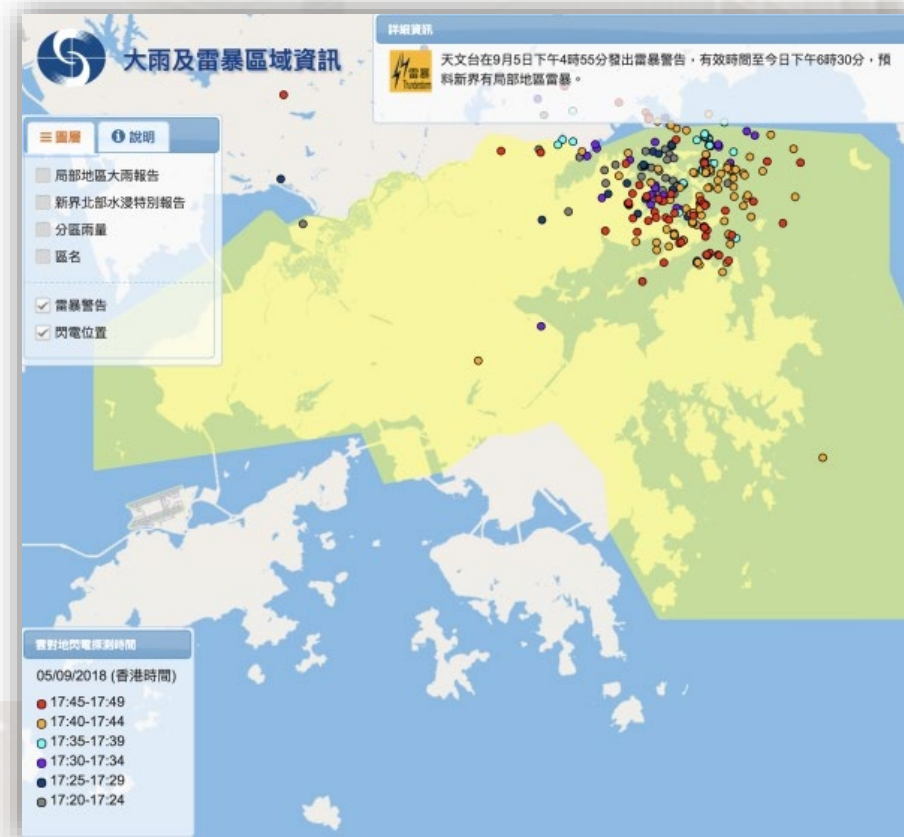 大雨及雷暴區域資訊
詳細資訊
雷暴
Thunderstorm
天文台在9月5日下午4時55分發出雷暴警告，有效時間至今日下午6時30分，預
料新界有局部地區雷暴。
圖層
說明
局部地區大雨報告
新界北部水浸特別報告
分區雨量
區名
雷暴警告
閃電位置
雲對地閃電探測時間
05/09/2018 (香港時間)
17:45-17:49
17:40-17:44
17:35-17:39
17:30-17:34
17:25-17:29
17:20-17:24